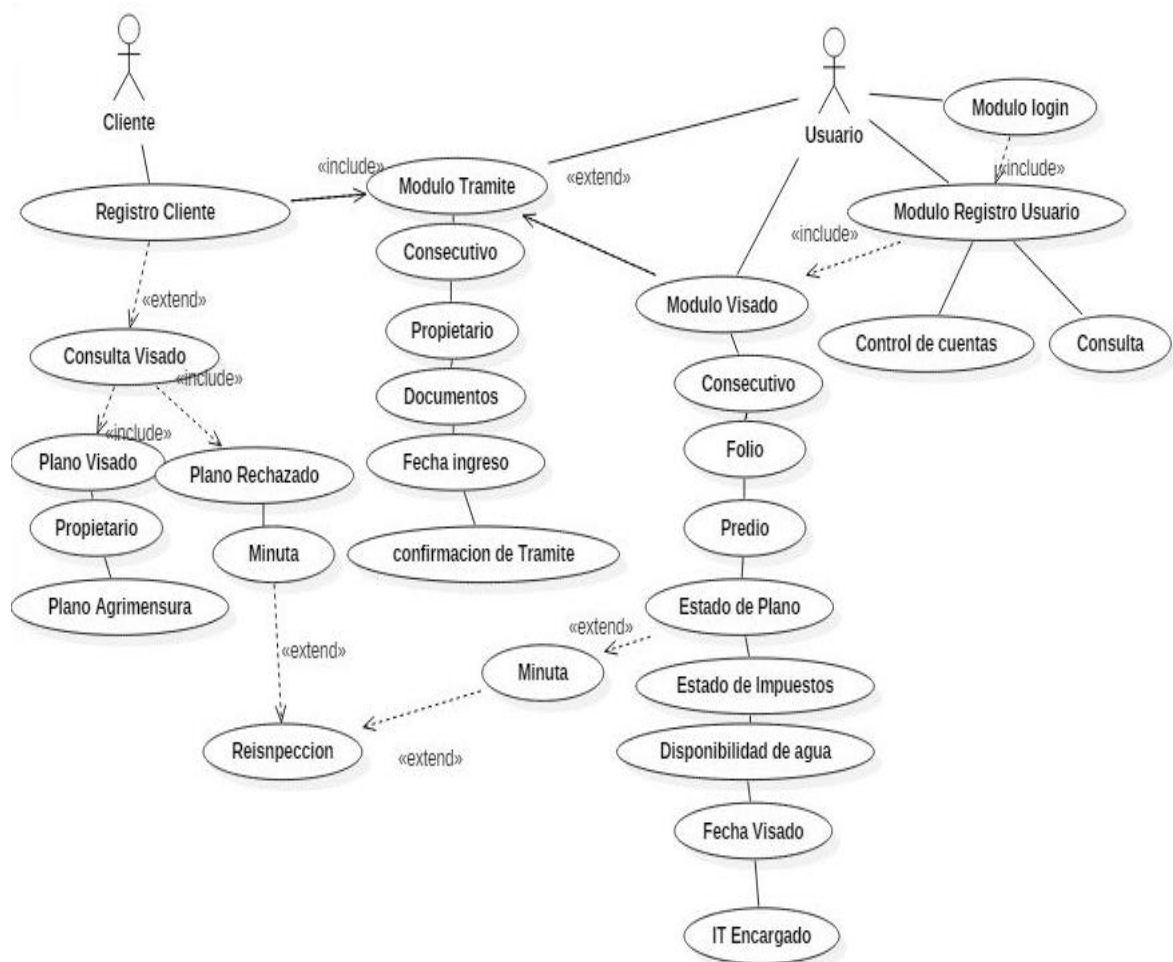 Cliente
Usuario
Modulo login
«include»
«include»
Modulo Tramite
«extend»
Registro Cliente
Modulo Registro Usuario
«include»
Consecutivo
«extend»
Modulo Visado
Propietario
Control de cuentas
Consulta
Consulta Visado
«include»
Consecutivo
Documentos
«include»
Folio
Plano Visado
Plano Rechazado
Fecha ingreso
Propietario
Predio
Minuta
confirmacion de Tramite
Plano Agrimensura
Estado de Plano
«extend»
«extend»
Minuta
Estado de Impuestos
Reisnpeccion
«extend»
Disponibilidad de agua
Fecha Visado
IT Encargado